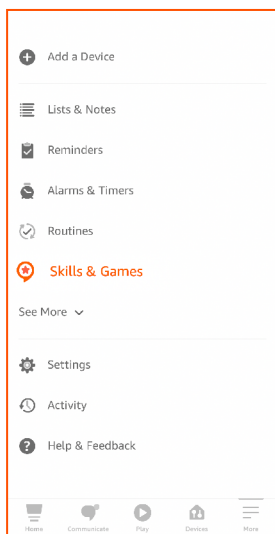 Add a Device
Lists & Notes
Reminders
Alarms & Timers
Routines
Skills & Games
See More
Settings
Activity
Help & Feedback
Home Communicate Play Devices More